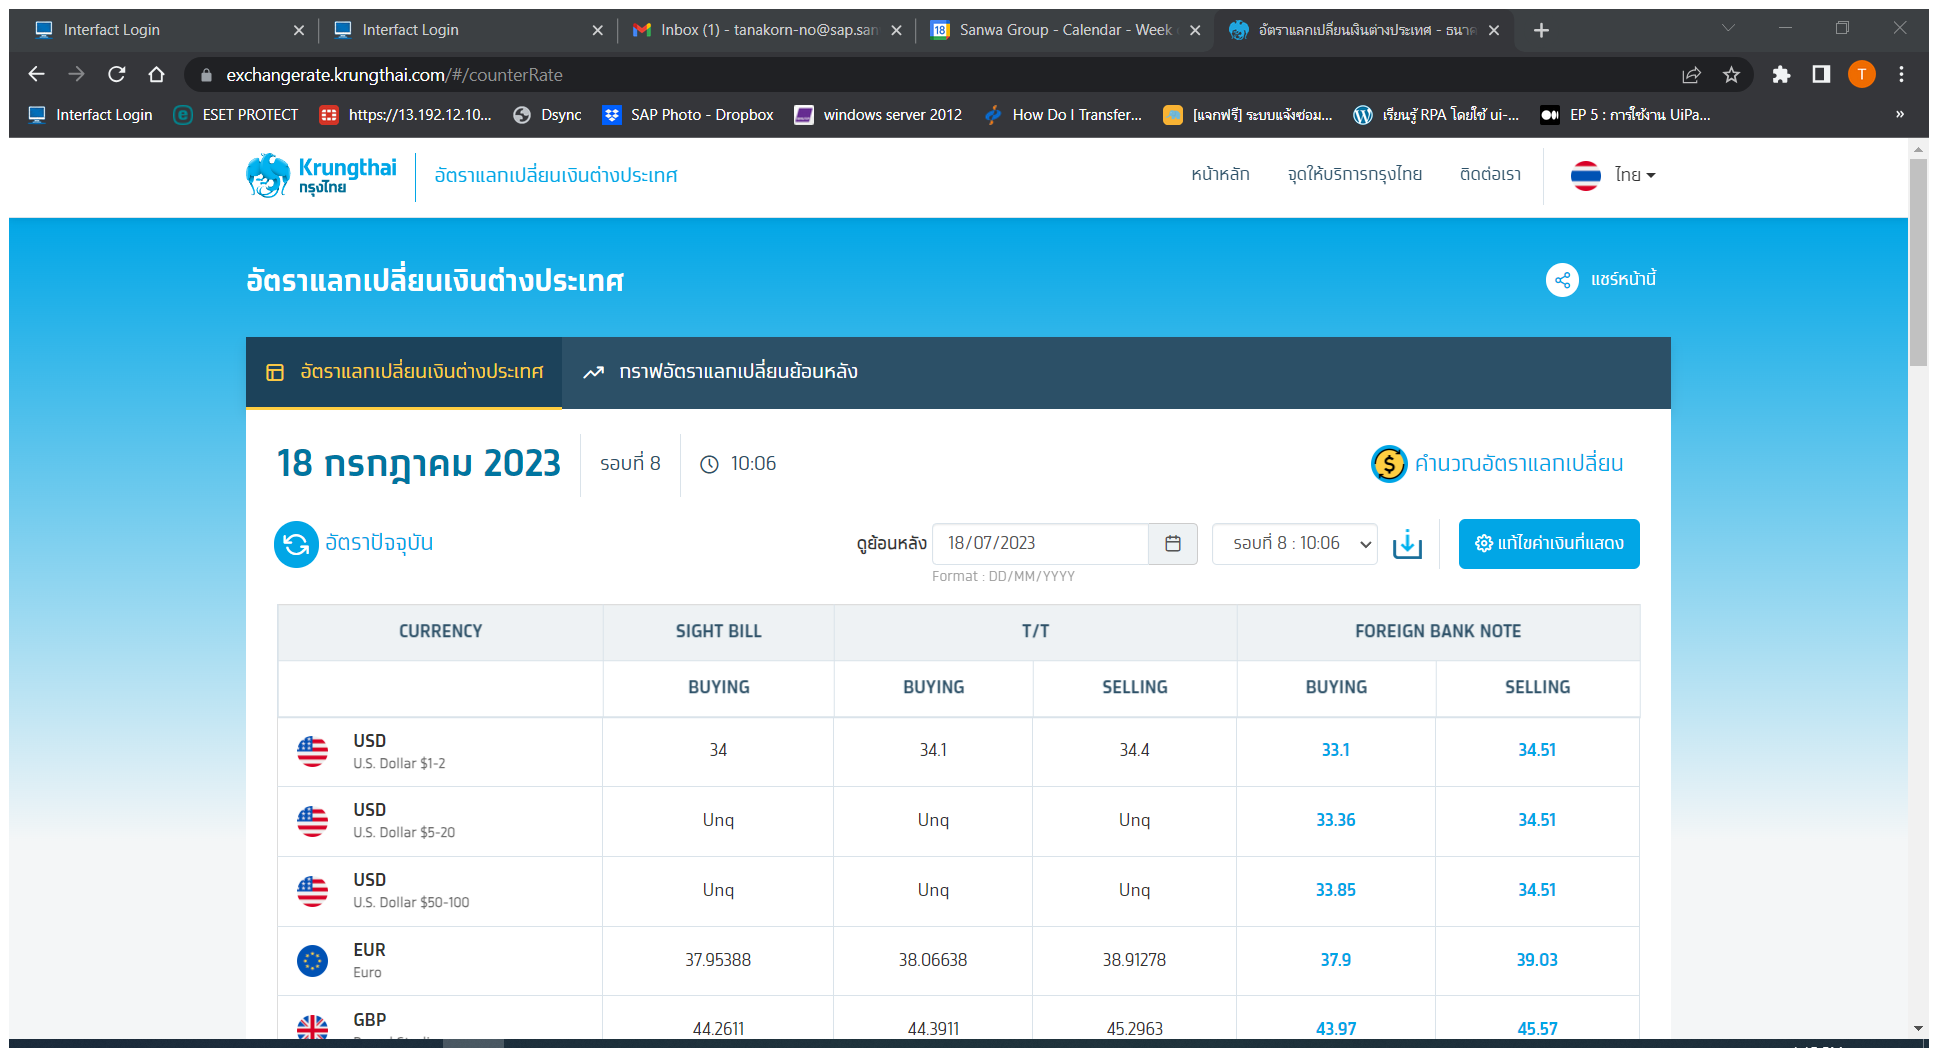 Interfact Login
Interfact Login
Inbox (1) - tanakorn-no@sap.san
Sanwa Group - Calendar - Week
อัตราแลกเปลี่ยนเงินต่างประเทศ - ธนาค
exchangerate.krungthai.com/#/counterRate
T
Interfact Login
ESET PROTECT
https://13.192.12.10...
Dsync
SAP Photo - Dropbox
windows server 2012
How Do I Transfer...
[แจกฟรี] ระบบแจ้งซ่อม...
เรียนรู้ RPA โดยใช้ ui-...
EP 5 : การใช้งาน UiPa...
»
Krungthai
กรุงไทย
อัตราแลกเปลี่ยนเงินต่างประเทศ
หน้าหลัก
จุดให้บริการกรุงไทย
ติดต่อเรา
ไทย
อัตราแลกเปลี่ยนเงินต่างประเทศ
แชร์หน้านี้
อัตราแลกเปลี่ยนเงินต่างประเทศ
กราฟอัตราแลกเปลี่ยนย้อนหลัง
18 กรกฎาคม 2023
รอบที่ 8
10:06
คำนวณอัตราแลกเปลี่ยน
อัตราปัจจุบัน
ดูย้อนหลัง
18/07/2023
รอบที่ 8 : 10:06
แก้ไขค่าเงินที่แสดง
Format : DD/MM/YYYY
CURRENCY SIGHT BILL T/T FOREIGN BANK NOTE
BUYING BUYING SELLING BUYING SELLING
USD
U.S. Dollar $1-2
34 34.1 34.4 33.1 34.51
USD
U.S. Dollar $5-20
Unq Unq Unq 33.36 34.51
USD
U.S. Dollar $50-100
Unq Unq Unq 33.85 34.51
EUR
Euro
37.95388 38.06638 38.91278 37.9 39.03
GBP
44.2611 44.3911 45.2963 43.97 45.57